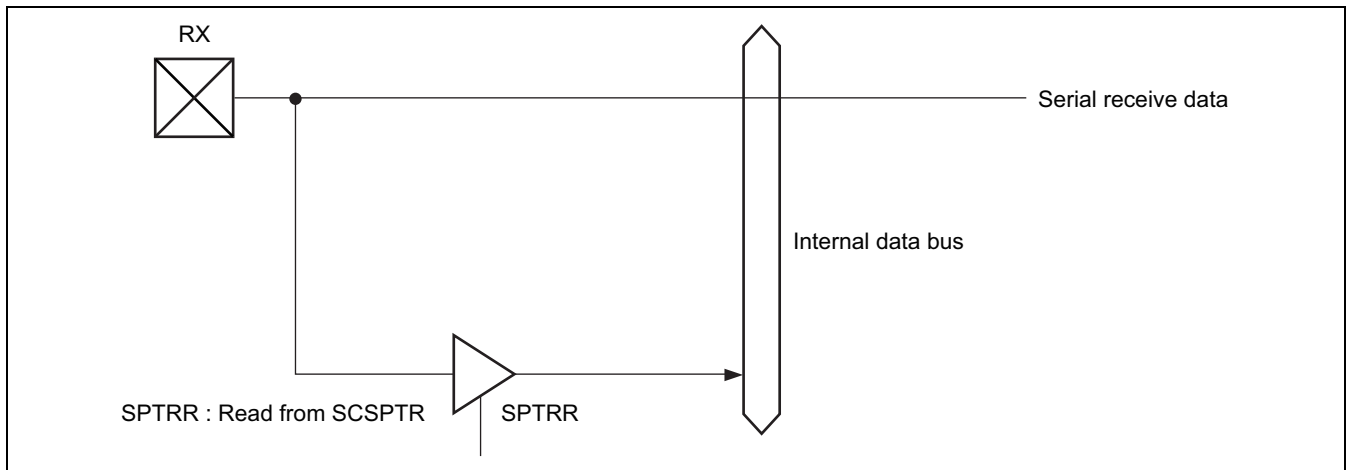 RX
Serial receive data
Internal data bus
SPTRR : Read from SCSPTR
SPTRR